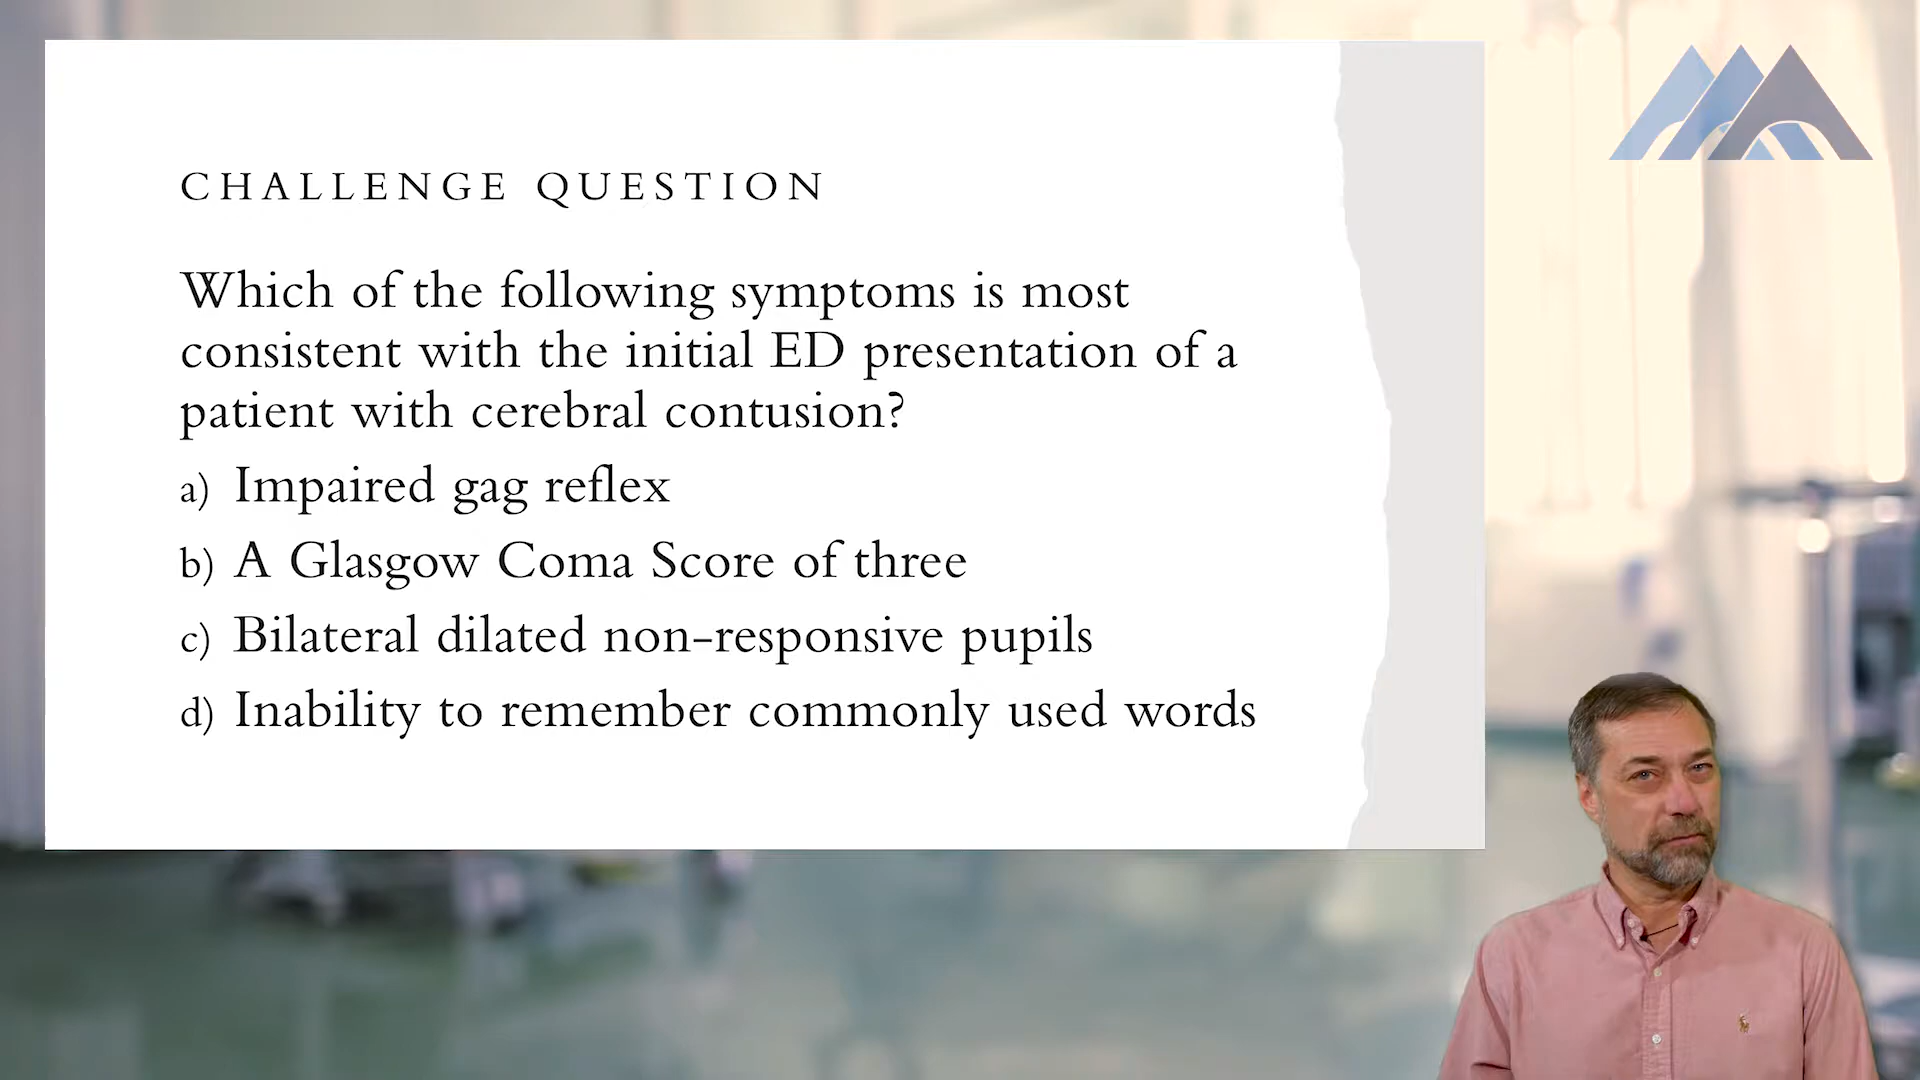 CHALLENGE QUESTION
Which of the following symptoms is most
consistent with the initial ED presentation of a
patient with cerebral contusion?
a) Impaired gag reflex
b) A Glasgow Coma Score of three
c) Bilateral dilated non-responsive pupils
d) Inability to remember commonly used words